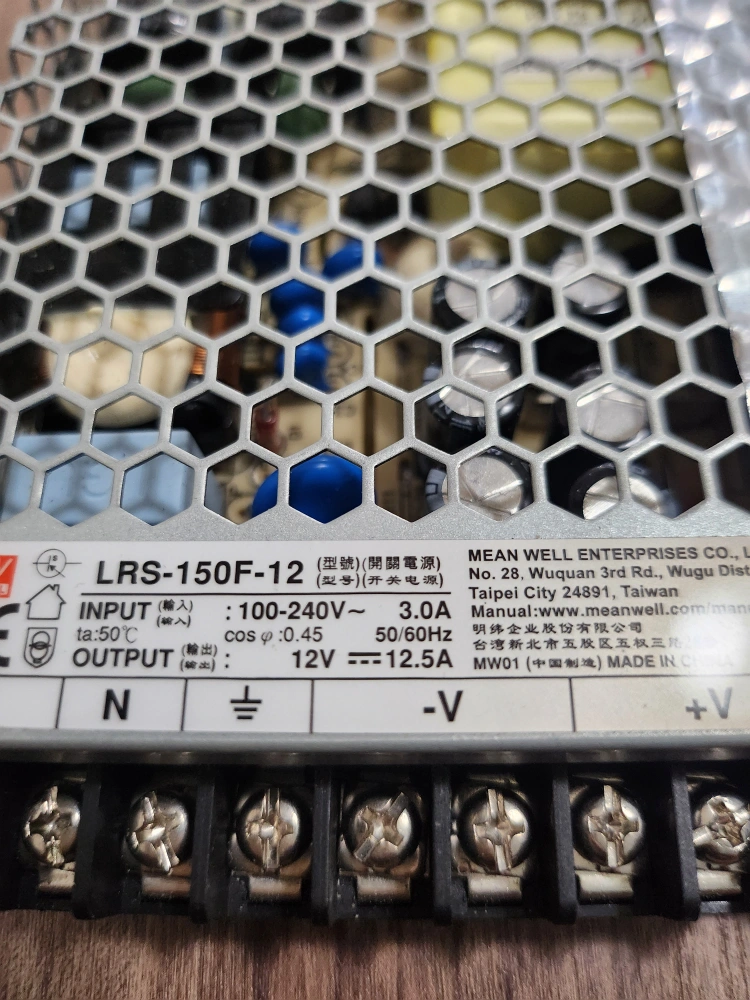 LRS-150F-12 (型號)(開關電源)
(型号)(开关电源)
INPUT (輸入) : 100-240V~ 3.0A
(输入)
ta:50℃ cos φ :0.45 50/60Hz
OUTPUT (輸出) : 12V ⎓ 12.5A
(输出)
MEAN WELL ENTERPRISES CO.,
No. 28, Wuquan 3rd Rd., Wugu
Taipei City 24891, Taiwan
Manual:www.meanwell.com/
明緯企业股份有限公司
台湾新北市五股区五权三路
MW01 (中国制造) MADE IN
N ⏚ -V +V